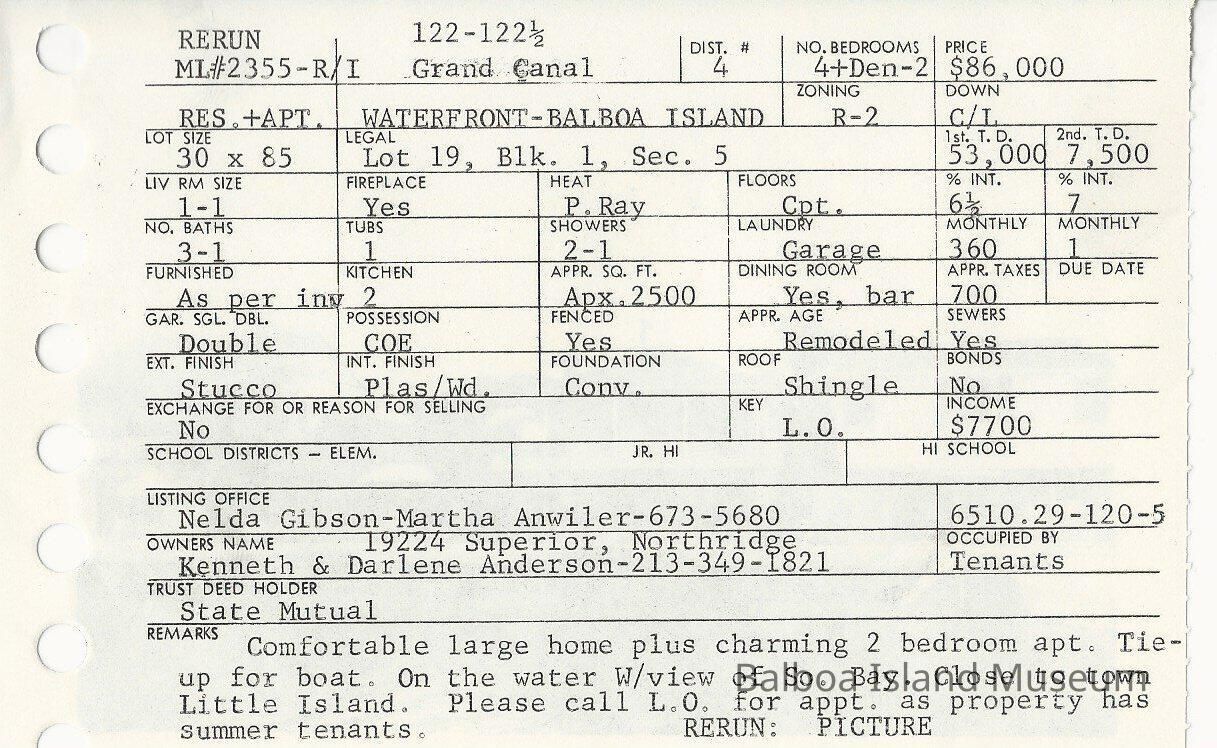 RERUN 122-122½
DIST. # NO. BEDROOMS PRICE
ML#2355-R/I Grand Canal 4 4+Den-2 $86,000
ZONING DOWN
RES.+APT. WATERFRONT-BALBOA ISLAND R-2 C/L
LOT SIZE LEGAL 1st. T. D. 2nd. T. D.
30 x 85 Lot 19, Blk. 1, Sec. 5 53,000 7,500
LIV RM SIZE FIREPLACE HEAT FLOORS % INT. % INT.
1-1 Yes P.Ray Cpt. 6½ 7
NO. BATHS TUBS SHOWERS LAUNDRY MONTHLY MONTHLY
3-1 1 2-1 Garage 360 1
FURNISHED KITCHEN APPR. SQ. FT. DINING ROOM APPR. TAXES DUE DATE
As per inv 2 Apx.2500 Yes, bar 700
GAR. SGL. DBL. POSSESSION FENCED APPR. AGE SEWERS
Double COE Yes Remodeled Yes
EXT. FINISH INT. FINISH FOUNDATION ROOF BONDS
Stucco Plas/Wd. Conv. Shingle No
EXCHANGE FOR OR REASON FOR SELLING KEY INCOME
No L.O. $7700
SCHOOL DISTRICTS — ELEM. JR. HI HI SCHOOL
LISTING OFFICE
Nelda Gibson-Martha Anwiler-673-5680 6510.29-120-5
OWNERS NAME 19224 Superior, Northridge OCCUPIED BY
Kenneth & Darlene Anderson-213-349-1821 Tenants
TRUST DEED HOLDER
State Mutual
REMARKS Comfortable large home plus charming 2 bedroom apt. Tie-
up for boat. On the water W/view of So. Bay. Close to town
Balboa Island Museum
Little Island. Please call L.O. for appt. as property has
summer tenants. RERUN: PICTURE